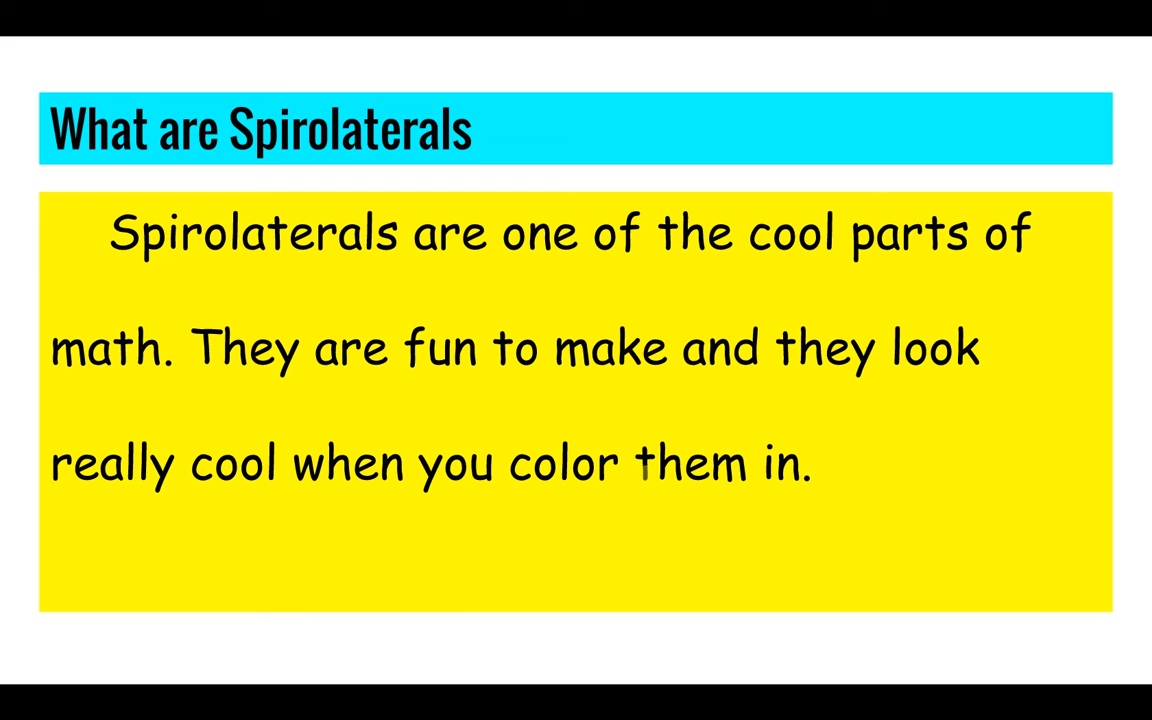 What are Spirolaterals
Spirolaterals are one of the cool parts of
math. They are fun to make and they look
really cool when you color them in.